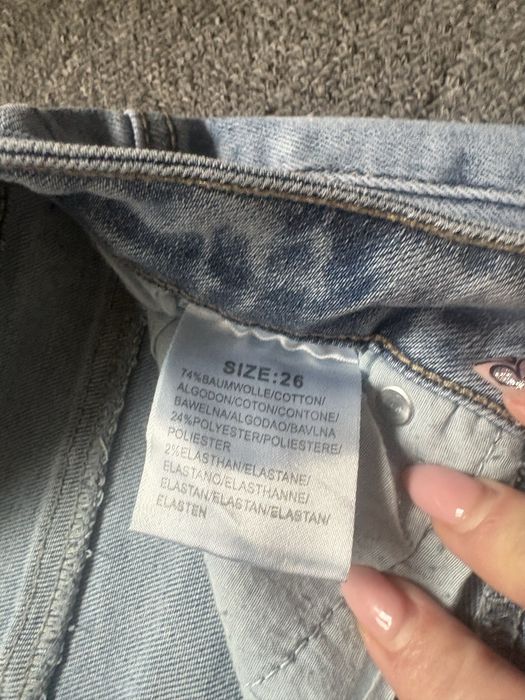 SIZE:26
74%BAUMWOLLE/COTTON/
ALGODON/COTON/CONTONE/
BAWELNA/ALGODAO/BAVLNA
24%POLYESTER/POLIESTERE/
POLIESTER
2%ELASTHAN/ELASTANE/
ELASTANO/ELASTHANNE/
ELASTAN/ELASTAN/ELASTAN/
ELASTEN